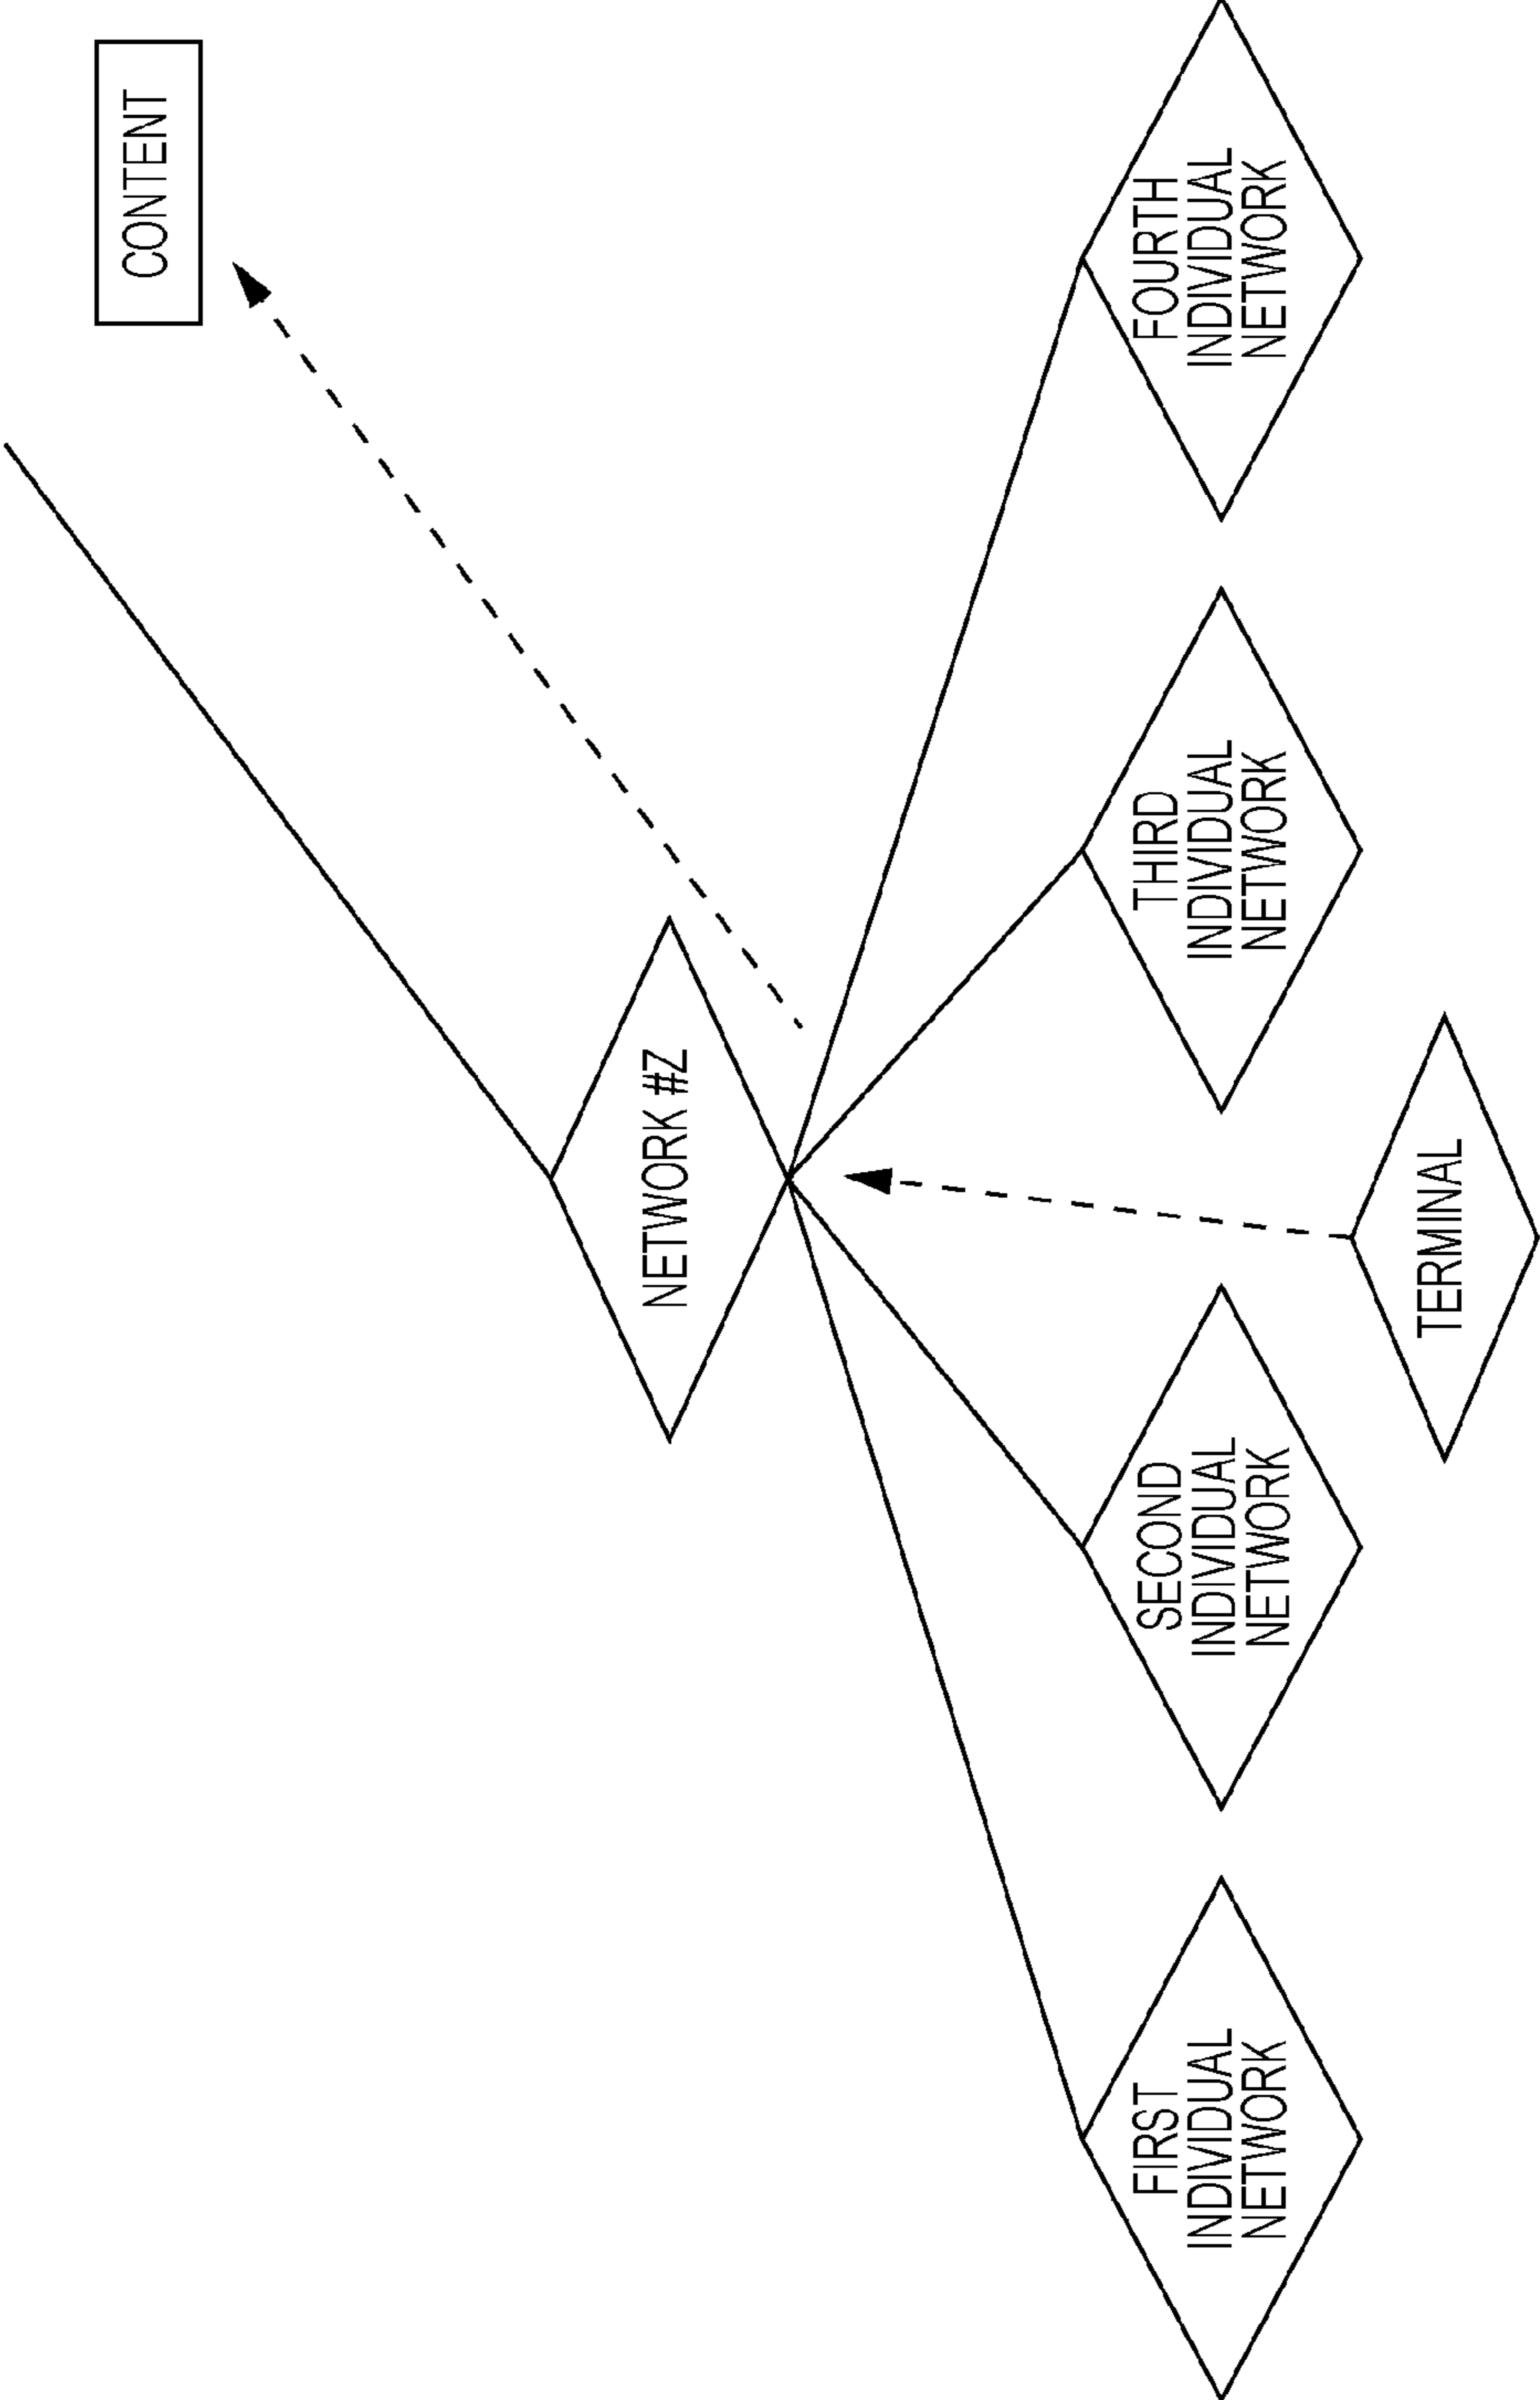 CONTENT
NETWORK #Z
FIRST
INDIVIDUAL
NETWORK
SECOND
INDIVIDUAL
NETWORK
THIRD
INDIVIDUAL
NETWORK
FOURTH
INDIVIDUAL
NETWORK
TERMINAL